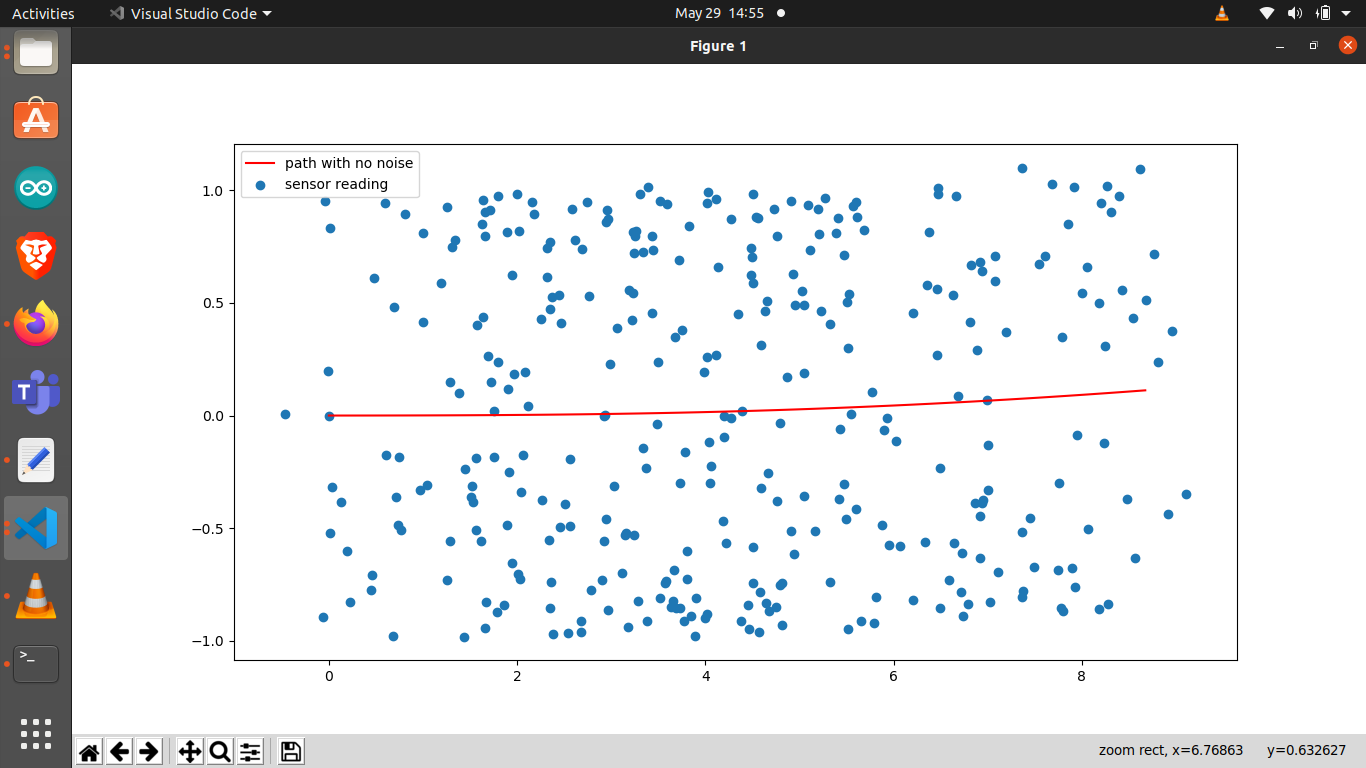 Activities Visual Studio Code May 29 14:55
Figure 1
path with no noise
sensor reading
1.0
0.5
0.0
−0.5
−1.0
0 2 4 6 8
>_
zoom rect, x=6.76863 y=0.632627